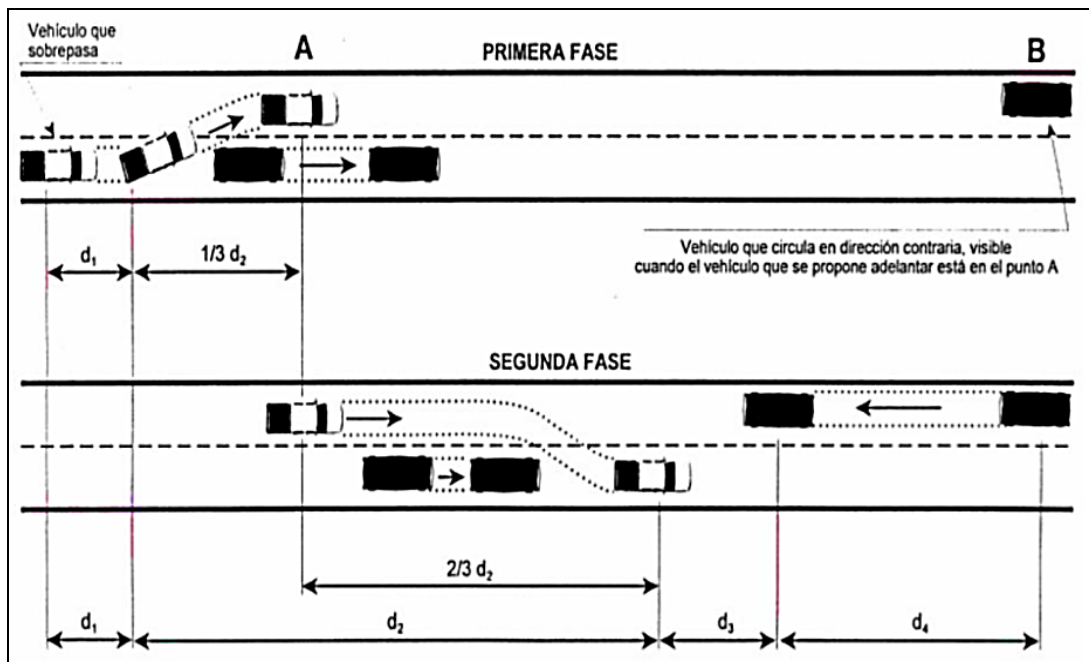 Vehículo que
sobrepasa
A
PRIMERA FASE
B
d₁
1/3 d₂
Vehículo que circula en dirección contraria, visible
cuando el vehículo que se propone adelantar está en el punto A
SEGUNDA FASE
2/3 d₂
d₁
d₂
d₃
d₄